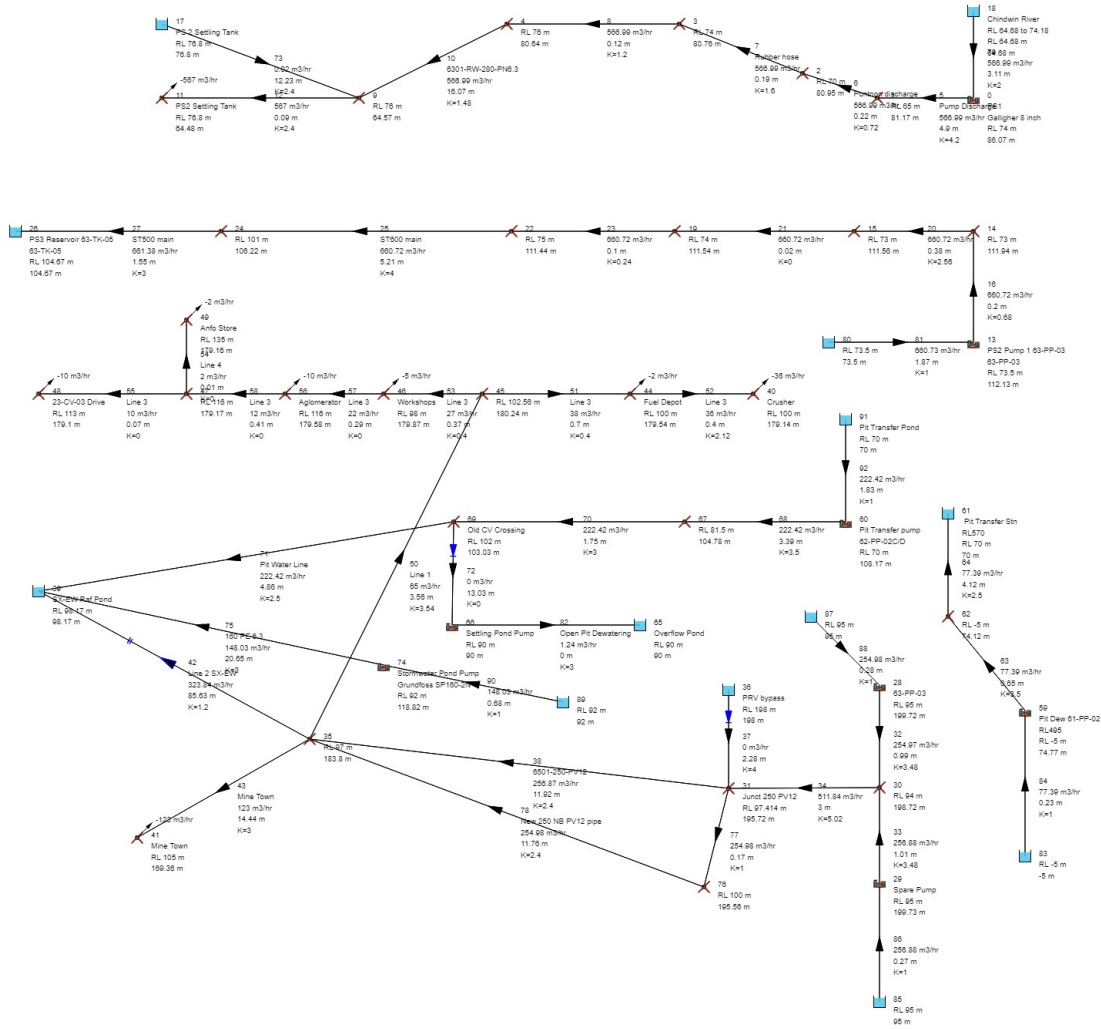 17
PS 2 Settling Tank
RL 76.8 m
76.8 m
73
0.02 m3/hr
12.23 m
K=2.4
4
RL 76 m
80.64 m
8
566.99 m3/hr
0.12 m
K=1.2
3
RL 74 m
80.76 m
18
Chindwin River
RL 64.68 to 74.18
RL 64.68 m
64.68 m
566.99 m3/hr
3.11 m
K=2
7
Rubber hose
566.99 m3/hr
0.19 m
K=1.6
10
6301-RW-280-PN6.3
566.99 m3/hr
16.07 m
K=1.48
2
RL 70 m
80.95 m
6
Pontoon discharge
566.99 m3/hr
0.22 m
K=0.72
RL 65 m
81.17 m
5
Pump Discharge
566.99 m3/hr
4.9 m
K=4.2
0
PS1
Galligher 8 inch
RL 74 m
86.07 m
-567 m3/hr
11
PS2 Settling Tank
RL 76.8 m
64.48 m
12
567 m3/hr
0.09 m
K=2.4
9
RL 76 m
64.57 m
26
PS3 Reservoir 63-TK-05
63-TK-05
RL 104.67 m
104.67 m
27
ST500 main
661.38 m3/hr
1.55 m
K=3
24
RL 101 m
106.22 m
25
ST600 main
660.72 m3/hr
5.21 m
K=4
22
RL 75 m
111.44 m
23
660.72 m3/hr
0.1 m
K=0.24
19
RL 74 m
111.54 m
21
660.72 m3/hr
0.02 m
K=0
15
RL 73 m
111.56 m
20
660.72 m3/hr
0.38 m
K=2.56
14
RL 73 m
111.94 m
16
660.72 m3/hr
0.2 m
K=0.68
80
RL 73.5 m
73.5 m
81
660.73 m3/hr
1.87 m
K=1
13
PS2 Pump 1 63-PP-03
63-PP-03
RL 73.5 m
112.13 m
-2 m3/hr
49
Anfo Store
RL 135 m
179.16 m
54
Line 4
2 m3/hr
0.01 m
K=0
-10 m3/hr
48
23-CV-03 Drive
RL 113 m
179.1 m
55
Line 3
10 m3/hr
0.07 m
K=0
47
RL 116 m
179.17 m
58
Line 3
12 m3/hr
0.41 m
K=0
-10 m3/hr
56
Aglomerator
RL 116 m
179.58 m
57
Line 3
22 m3/hr
0.29 m
K=0
-5 m3/hr
46
Workshops
RL 98 m
179.87 m
53
Line 3
27 m3/hr
0.37 m
K=0.4
45
RL 102.56 m
180.24 m
51
Line 3
38 m3/hr
0.7 m
K=0.4
-2 m3/hr
44
Fuel Depot
RL 100 m
179.54 m
52
Line 3
36 m3/hr
0.4 m
K=2.12
-36 m3/hr
40
Crusher
RL 100 m
179.14 m
91
Pit Transfer Pond
RL 70 m
70 m
92
222.42 m3/hr
1.83 m
K=1
60
Pit Transfer pump
62-PP-02C/D
RL 70 m
108.17 m
68
222.42 m3/hr
3.39 m
K=3.5
67
RL 81.5 m
104.78 m
70
222.42 m3/hr
1.75 m
K=3
69
Old CV Crossing
RL 102 m
103.03 m
71
Pit Water Line
222.42 m3/hr
4.86 m
K=2.5
50
Line 1
65 m3/hr
3.56 m
K=3.54
72
0 m3/hr
13.03 m
K=0
61
Pit Transfer Stn
RL570
RL 70 m
70 m
64
77.39 m3/hr
4.12 m
K=2.5
39
SX-EW Raf Pond
RL 98.17 m
98.17 m
66
Settling Pond Pump
RL 90 m
90 m
82
Open Pit Dewatering
1.24 m3/hr
0 m
K=3
65
Overflow Pond
RL 90 m
90 m
87
RL 95 m
95 m
62
RL -5 m
74.12 m
75
160 PE 6.3
148.03 m3/hr
20.65 m
K=3
42
Line 2 SX-EW
323.84 m3/hr
85.63 m
K=1.2
74
Stormwater Pond Pump
Grundfoss SP160-2N
RL 92 m
118.82 m
90
148.03 m3/hr
0.68 m
K=1
89
RL 92 m
92 m
88
254.98 m3/hr
0.28 m
K=1
63
77.39 m3/hr
0.65 m
K=3.5
36
PRV bypass
RL 198 m
198 m
28
63-PP-03
RL 95 m
199.72 m
59
Pit Dew 61-PP-02
RL495
RL -5 m
74.77 m
37
0 m3/hr
2.28 m
K=4
32
254.97 m3/hr
0.99 m
K=3.48
35
RL 97 m
183.8 m
38
6501-250-PV12
256.87 m3/hr
11.92 m
K=2.4
31
Junct 250 PV12
RL 97.414 m
195.72 m
34
511.84 m3/hr
3 m
K=5.02
30
RL 94 m
198.72 m
84
77.39 m3/hr
0.23 m
K=1
43
123 m3/hr
14.44 m
K=3
78
New 250 NB PV12 pipe
254.98 m3/hr
11.76 m
K=2.4
77
254.98 m3/hr
0.17 m
K=1
33
256.88 m3/hr
1.01 m
K=3.48
-123 m3/hr
41
Mine Town
RL 105 m
169.36 m
76
RL 100 m
195.56 m
29
Spare Pump
RL 95 m
199.73 m
83
RL -5 m
-5 m
86
256.88 m3/hr
0.27 m
K=1
85
RL 95 m
95 m